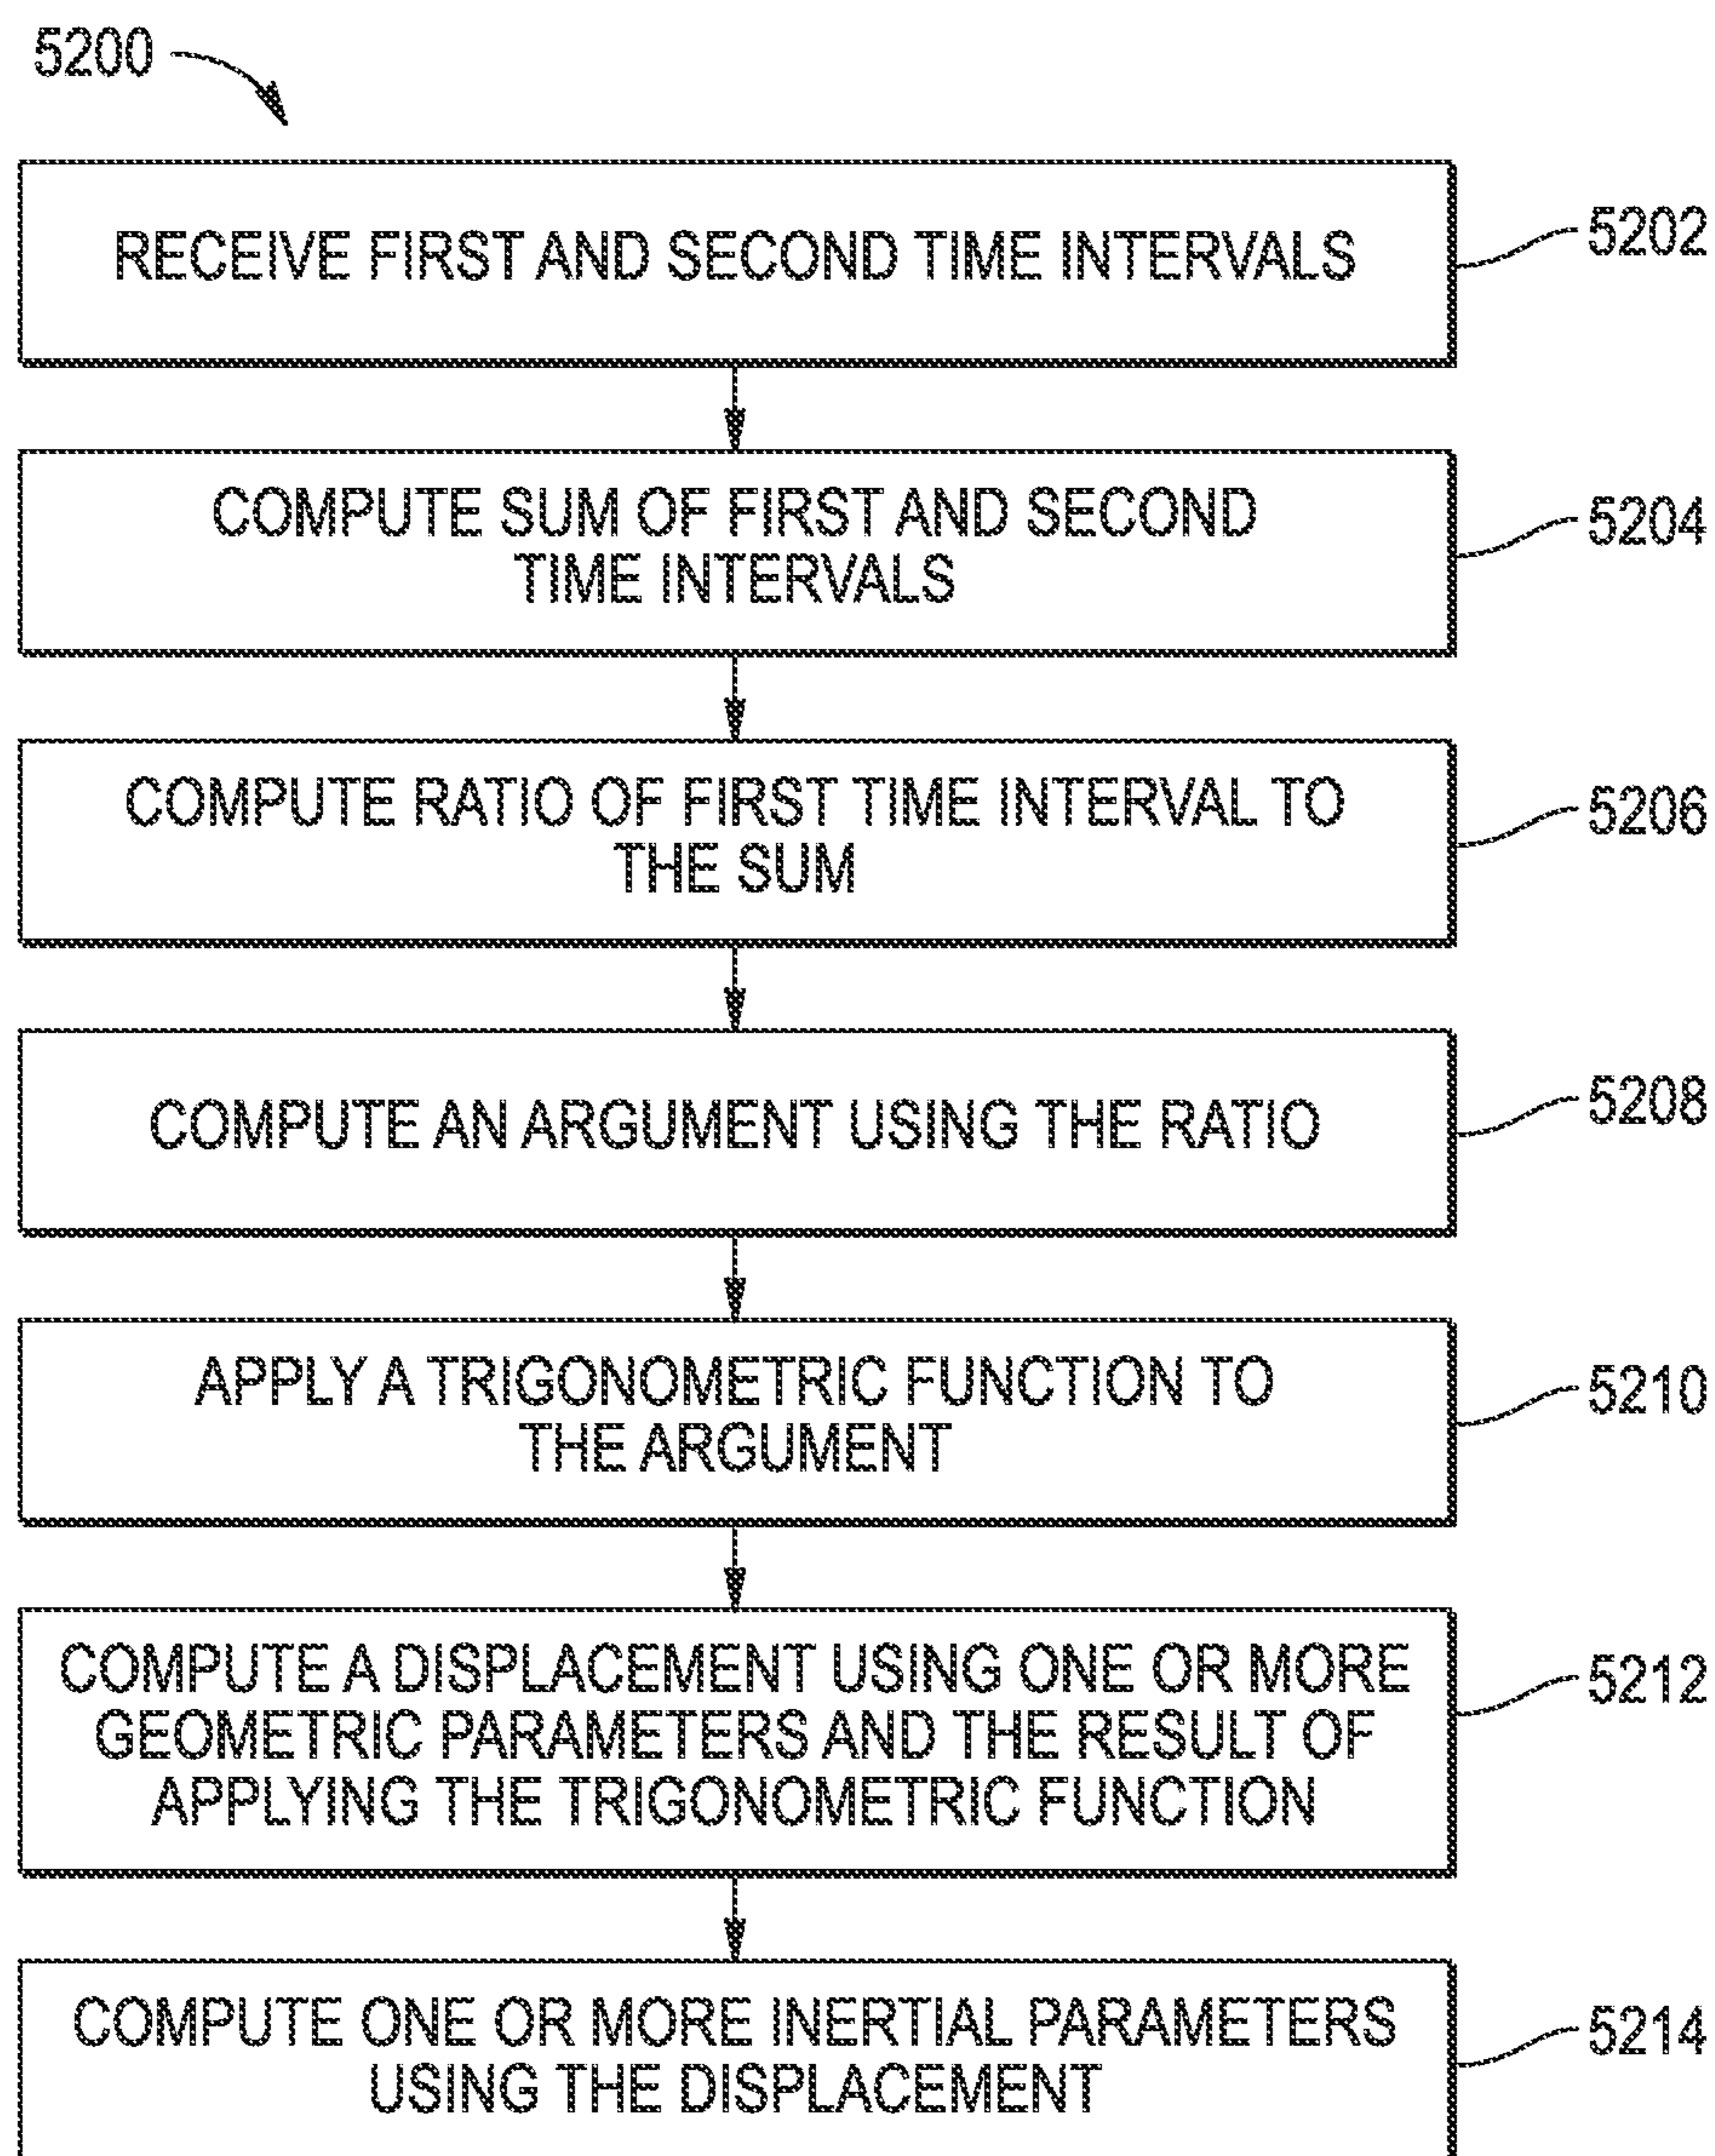 5200
RECEIVE FIRST AND SECOND TIME INTERVALS
5202
COMPUTE SUM OF FIRST AND SECOND
TIME INTERVALS
5204
COMPUTE RATIO OF FIRST TIME INTERVAL TO
THE SUM
5206
COMPUTE AN ARGUMENT USING THE RATIO
5208
APPLY A TRIGONOMETRIC FUNCTION TO
THE ARGUMENT
5210
COMPUTE A DISPLACEMENT USING ONE OR MORE
GEOMETRIC PARAMETERS AND THE RESULT OF
APPLYING THE TRIGONOMETRIC FUNCTION
5212
COMPUTE ONE OR MORE INERTIAL PARAMETERS
USING THE DISPLACEMENT
5214